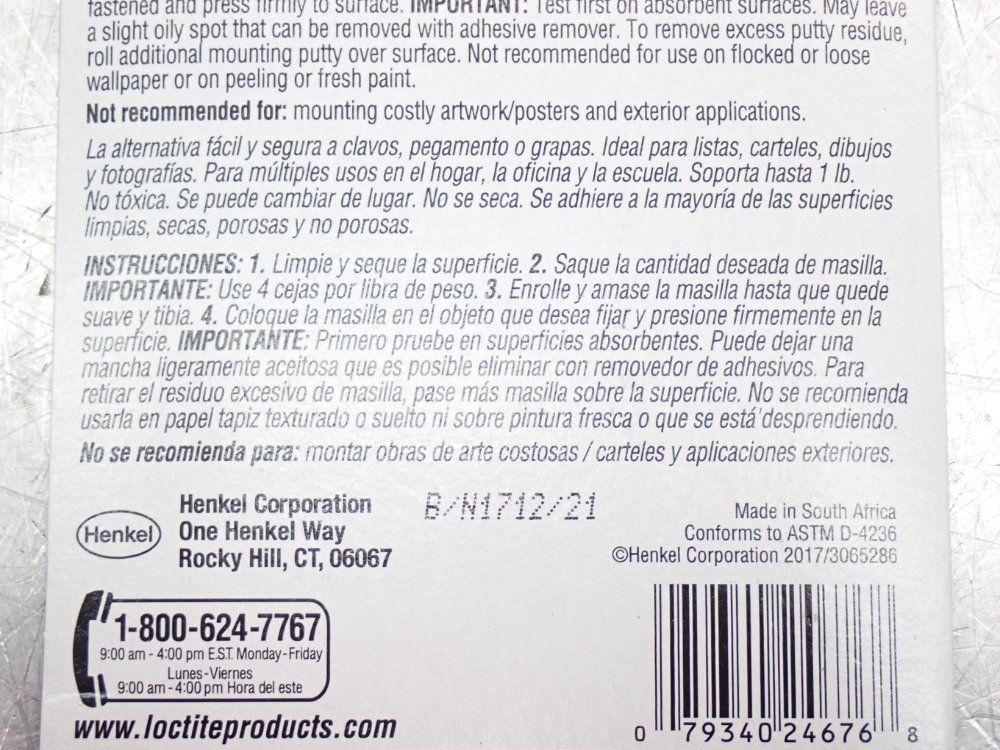 fastened and press firmly to surface. IMPORTANT: Test first on absorbent surfaces. May leave
a slight oily spot that can be removed with adhesive remover. To remove excess putty residue,
roll additional mounting putty over surface. Not recommended for use on flocked or loose
wallpaper or on peeling or fresh paint.
Not recommended for: mounting costly artwork/posters and exterior applications.
La alternativa fácil y segura a clavos, pegamento o grapas. Ideal para listas, carteles, dibujos
y fotografías. Para múltiples usos en el hogar, la oficina y la escuela. Soporta hasta 1 lb.
No tóxica. Se puede cambiar de lugar. No se seca. Se adhiere a la mayoría de las superficies
limpias, secas, porosas y no porosas.
INSTRUCCIONES: 1. Limpie y seque la superficie. 2. Saque la cantidad deseada de masilla.
IMPORTANTE: Use 4 cejas por libra de peso. 3. Enrolle y amase la masilla hasta que quede
suave y tibia. 4. Coloque la masilla en el objeto que desea fijar y presione firmemente en la
superficie. IMPORTANTE: Primero pruebe en superficies absorbentes. Puede dejar una
mancha ligeramente aceitosa que es posible eliminar con removedor de adhesivos. Para
retirar el residuo excesivo de masilla, pase más masilla sobre la superficie. No se recomienda
usarla en papel tapiz texturado o suelto ni sobre pintura fresca o que se está desprendiendo.
No se recomienda para: montar obras de arte costosas / carteles y aplicaciones exteriores.
Henkel
Henkel Corporation
One Henkel Way
Rocky Hill, CT, 06067
B/N1712/21
Made in South Africa
Conforms to ASTM D-4236
©Henkel Corporation 2017/3065286
1-800-624-7767
9:00 am - 4:00 pm E.S.T. Monday-Friday
Lunes-Viernes
9:00 am - 4:00 pm Hora del este
www.loctiteproducts.com
0 79340 24676 8